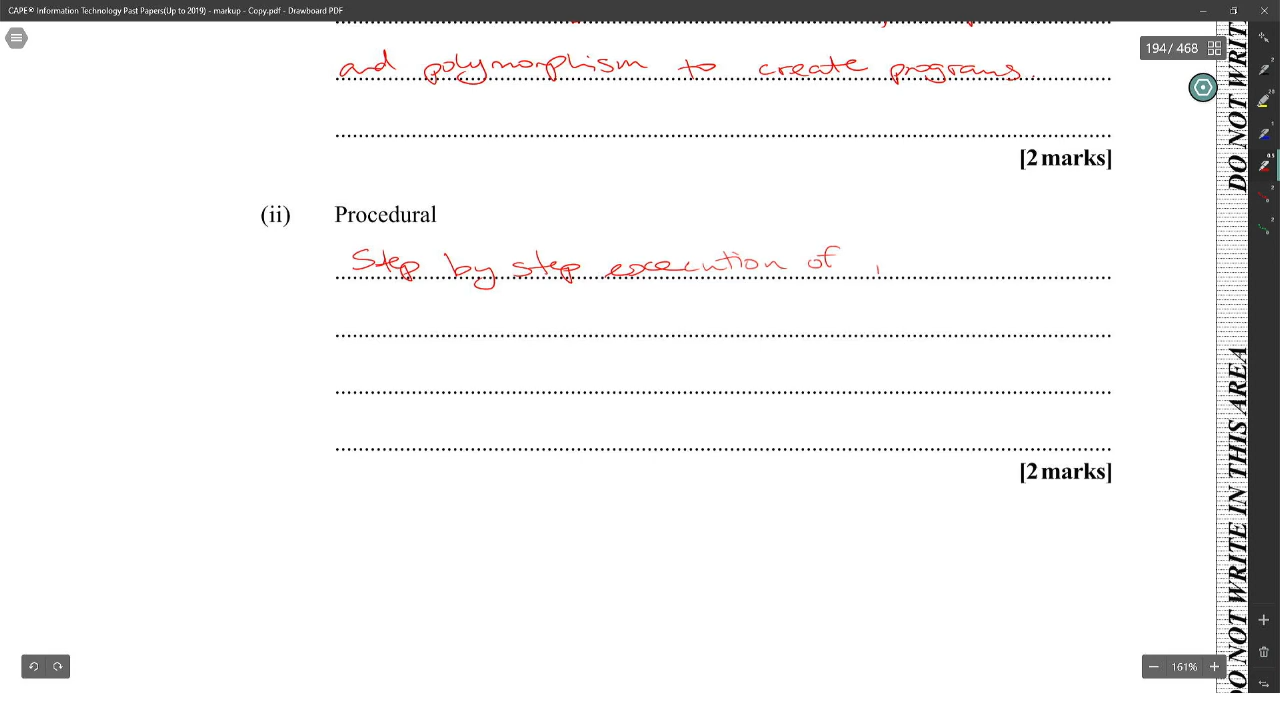 CAPE® Information Technology Past Papers(Up to 2019) - markup - Copy.pdf - Drawboard PDF
194 / 468
and polymorphism to create programs.
[2 marks]
(ii) Procedural
Step by step execution of
[2 marks]
DO NOT WRIT
DO NOT WRITE IN THIS AREA
161%